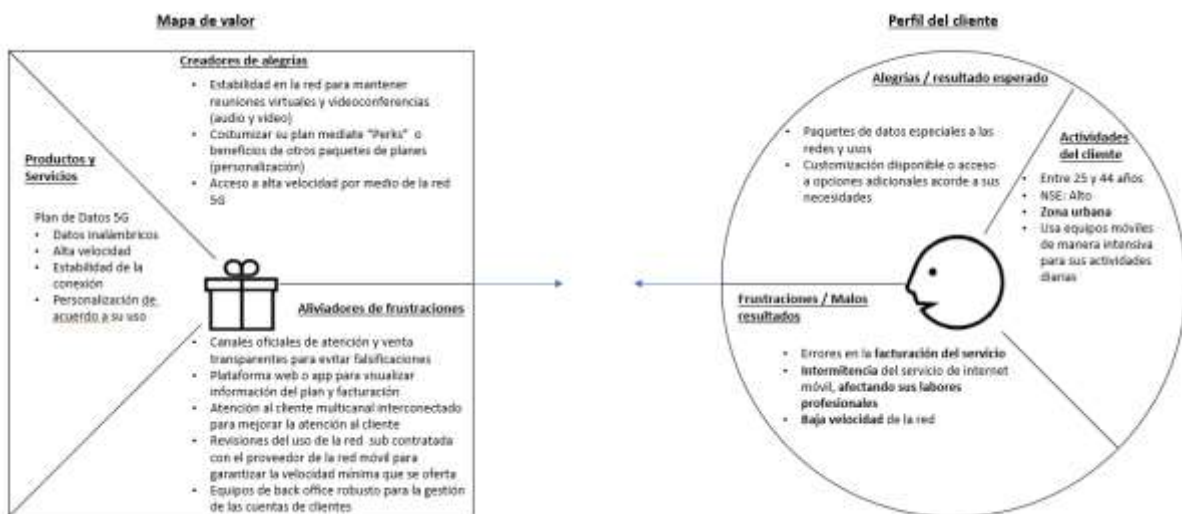 Mapa de valor
Creadores de alegrías
• Estabilidad en la red para mantener
reuniones virtuales y videoconferencias
(audio y video)
• Costumizar su plan mediate "Perks" o
beneficios de otros paquetes de planes
(personalización)
• Acceso a alta velocidad por medio de la red
5G
Productos y
Servicios
Plan de Datos 5G
• Datos inalámbricos
• Alta velocidad
• Estabilidad de la
conexión
• Personalización de
acuerdo a su uso
Aliviadores de frustraciones
• Canales oficiales de atención y venta
transparentes para evitar falsificaciones
• Plataforma web o app para visualizar
información del plan y facturación
• Atención al cliente multicanal interconectado
para mejorar la atención al cliente
• Revisiones del uso de la red sub contratada
con el proveedor de la red móvil para
garantizar la velocidad mínima que se oferta
• Equipos de back office robusto para la gestión
de las cuentas de clientes
Perfil del cliente
Alegrías / resultado esperado
• Paquetes de datos especiales a las
redes y usos
• Customización disponible o acceso
a opciones adicionales acorde a sus
necesidades
Actividades
del cliente
• Entre 25 y 44 años
• NSE: Alto
• Zona urbana
• Usa equipos móviles
de manera intensiva
para sus actividades
diarias
Frustraciones / Malos
resultados
• Errores en la facturación del servicio
• Intermitencia del servicio de internet
móvil, afectando sus labores
profesionales
• Baja velocidad de la red